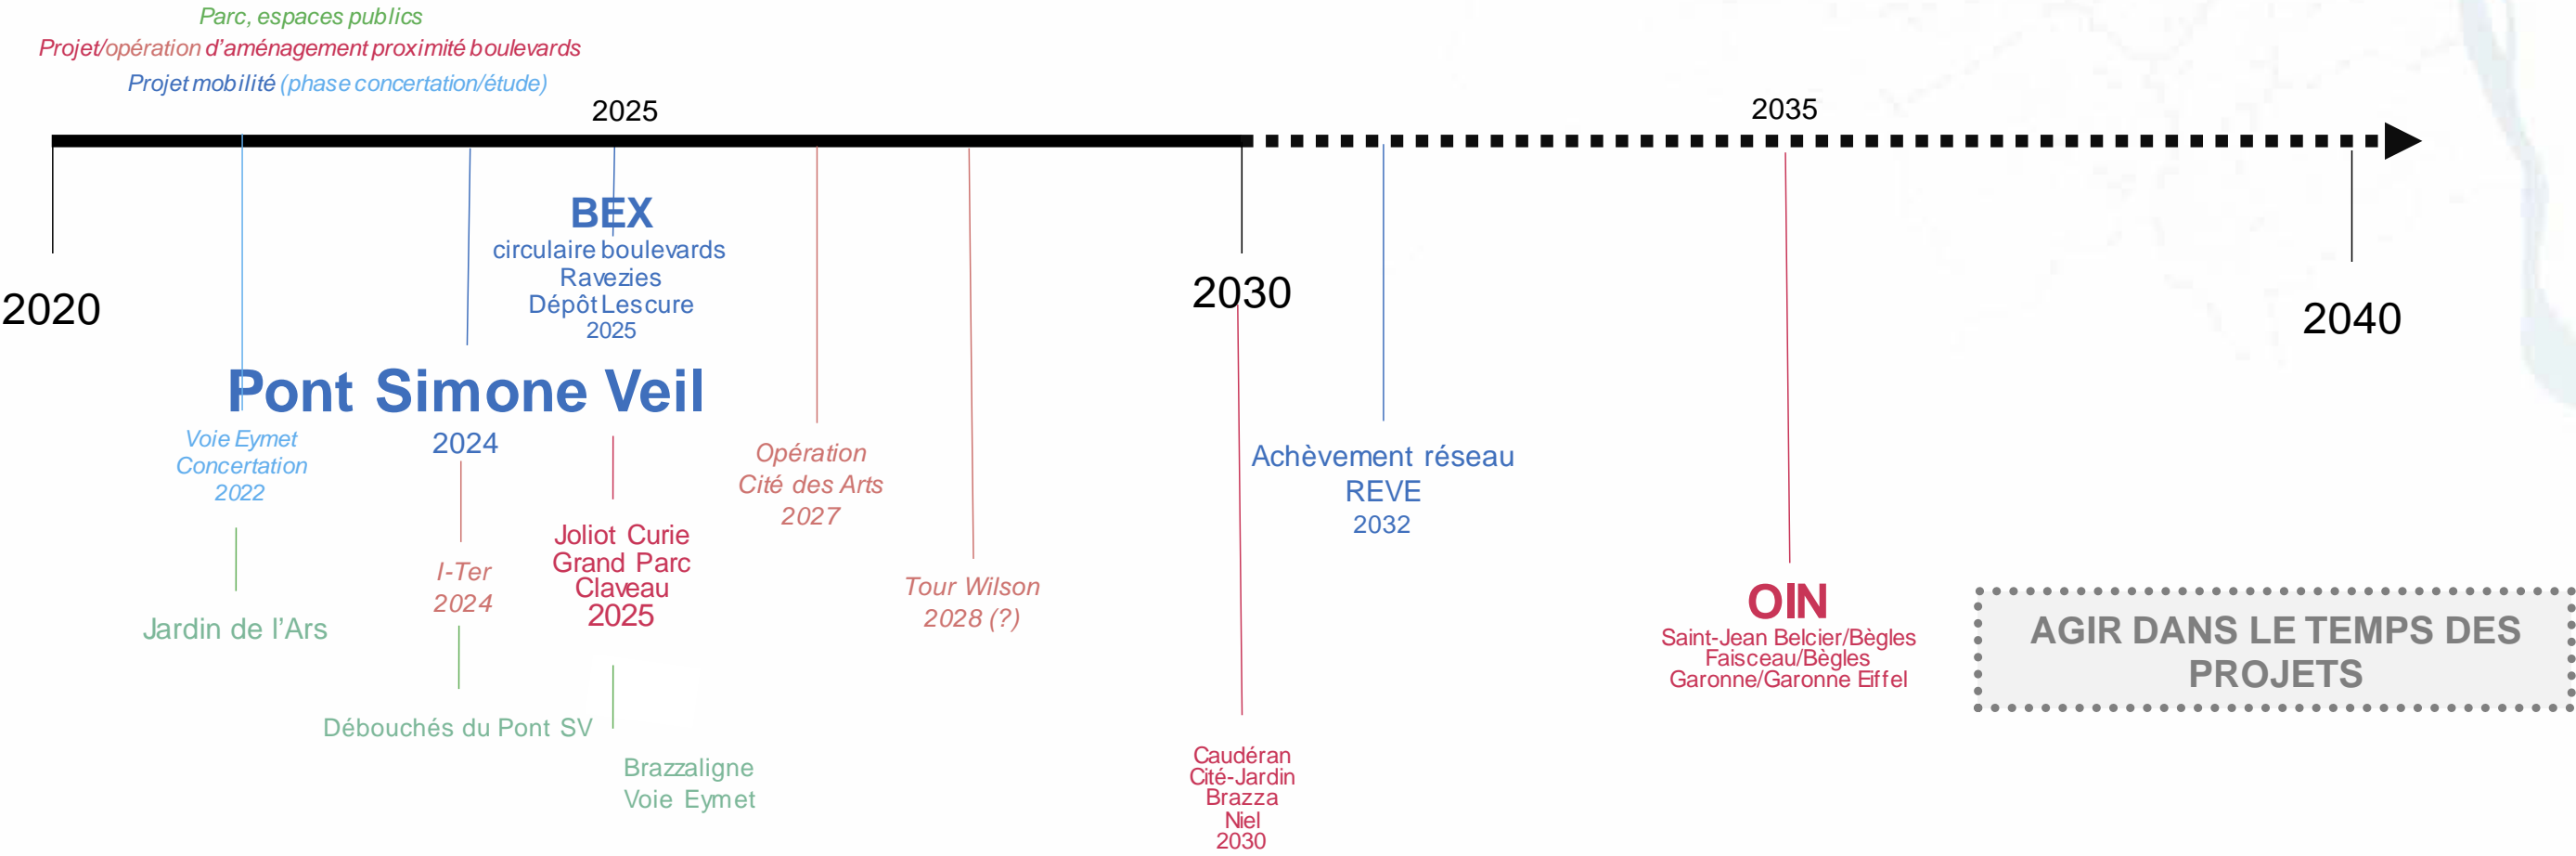 Parc, espaces publics
Projet/opération d'aménagement proximité boulevards
Projet mobilité (phase concertation/étude)
2025
2035
2020
2030
2040
BEX
circulaire boulevards
Ravezies
Dépôt Lescure
2025
Pont Simone Veil
2024
Voie Eymet
Concertation
2022
Jardin de l'Ars
I-Ter
2024
Débouchés du Pont SV
Joliot Curie
Grand Parc
Claveau
2025
Brazzaligne
Voie Eymet
Opération
Cité des Arts
2027
Tour Wilson
2028 (?)
Caudéran
Cité-Jardin
Brazza
Niel
2030
Achèvement réseau
REVE
2032
OIN
Saint-Jean Belcier/Bègles
Faisceau/Bègles
Garonne/Garonne Eiffel
AGIR DANS LE TEMPS DES
PROJETS